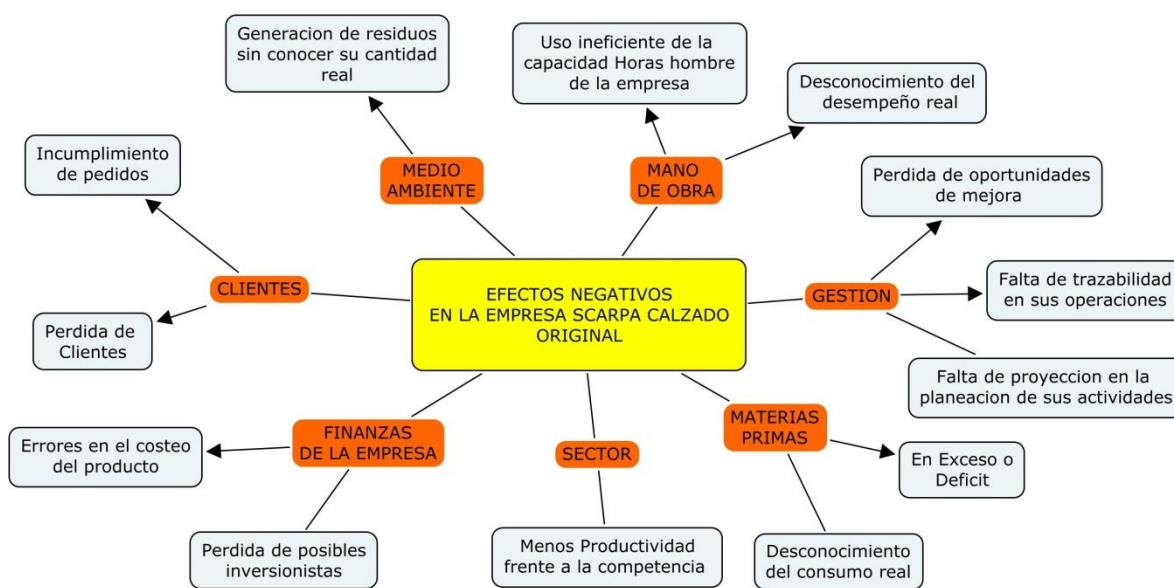 Generacion de residuos
sin conocer su cantidad
real
Uso ineficiente de la
capacidad Horas hombre
de la empresa
Desconocimiento del
desempeño real
Incumplimiento
de pedidos
MEDIO
AMBIENTE
MANO
DE OBRA
Perdida de oportunidades
de mejora
CLIENTES
EFECTOS NEGATIVOS
EN LA EMPRESA SCARPA CALZADO
ORIGINAL
GESTION
Falta de trazabilidad
en sus operaciones
Perdida de
Clientes
Falta de proyeccion en la
planeacion de sus actividades
FINANZAS
DE LA EMPRESA
SECTOR
MATERIAS
PRIMAS
Errores en el costeo
del producto
En Exceso o
Deficit
Perdida de posibles
inversionistas
Menos Productividad
frente a la competencia
Desconocimiento
del consumo real